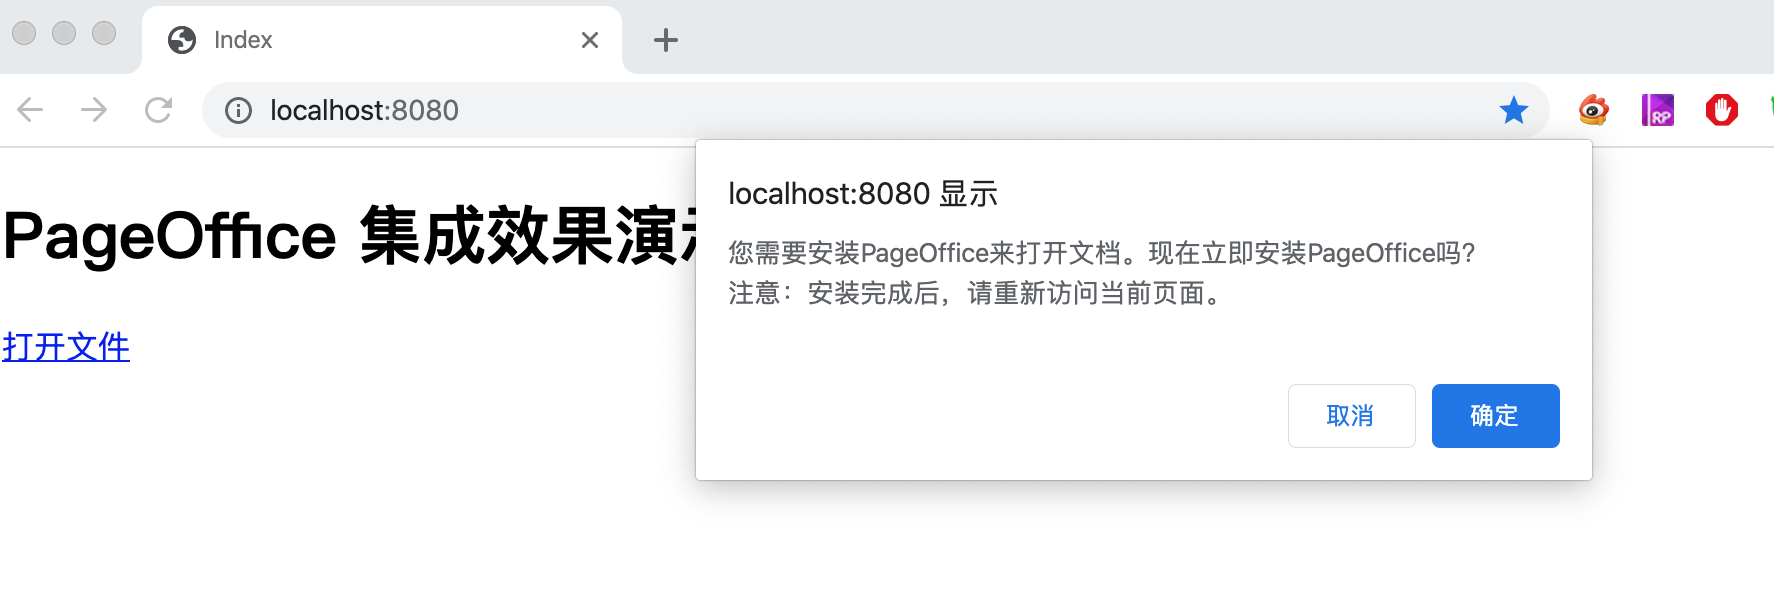 Index
localhost:8080
RP
localhost:8080 显示
您需要安装PageOffice来打开文档。现在立即安装PageOffice吗?
注意：安装完成后，请重新访问当前页面。
取消
确定
PageOffice 集成效果演
打开文件